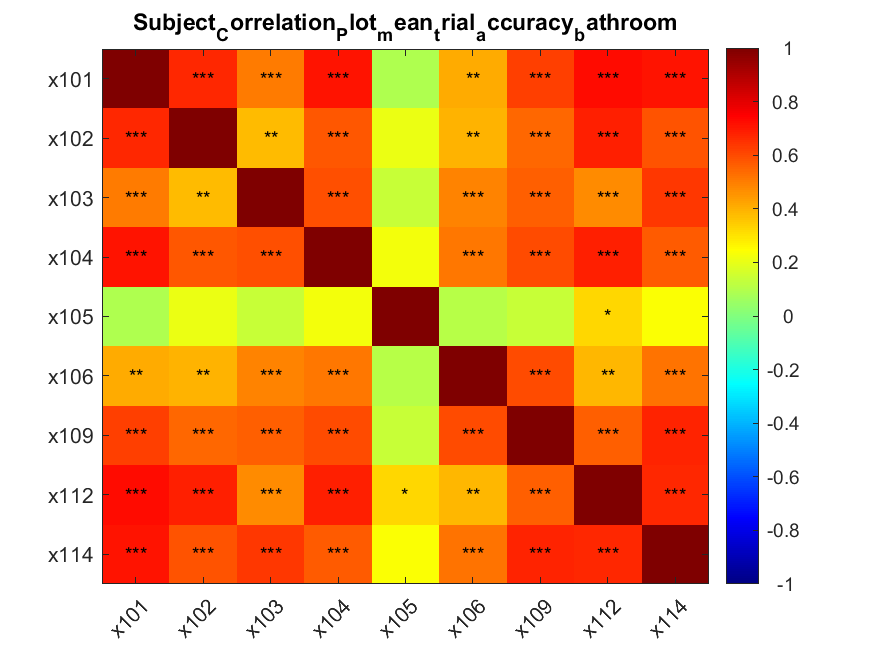 Subject_Correlation_Plot_mean_trial_accuracy_bathroom
x101 *** *** *** ** *** *** ***
x102 *** ** *** ** *** *** ***
x103 *** ** *** *** *** *** ***
x104 *** *** *** *** *** *** ***
x105 *
x106 ** ** *** *** *** ** ***
x109 *** *** *** *** *** *** ***
x112 *** *** *** *** * ** *** ***
x114 *** *** *** *** *** *** ***
x101 x102 x103 x104 x105 x106 x109 x112 x114
1
0.8
0.6
0.4
0.2
0
-0.2
-0.4
-0.6
-0.8
-1